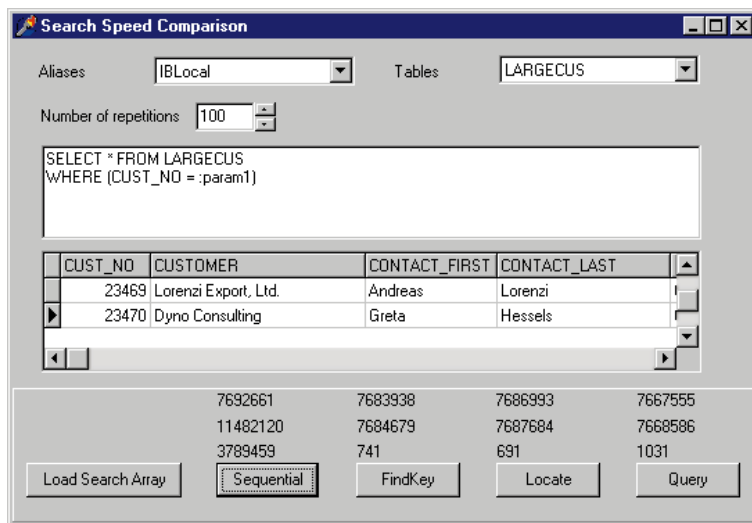 Search Speed Comparison
Aliases IBLocal Tables LARGECUS
Number of repetitions 100
SELECT * FROM LARGECUS
WHERE (CUST_NO = :param1)
CUST_NO CUSTOMER CONTACT_FIRST CONTACT_LAST
23469 Lorenzi Export, Ltd. Andreas Lorenzi
23470 Dyno Consulting Greta Hessels
7692661 7683938 7686993 7667555
11482120 7684679 7687684 7668586
3789459 741 691 1031
Load Search Array Sequential FindKey Locate Query